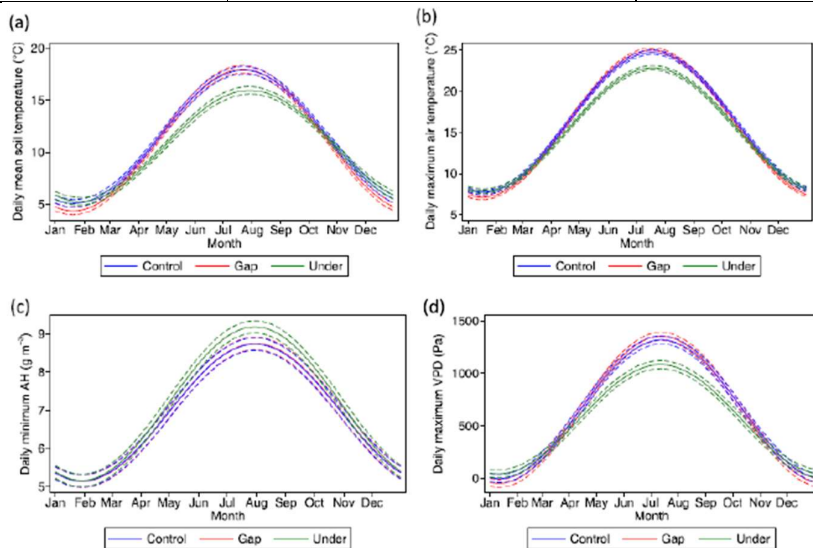 (a)
Daily mean soil temperature (°C)
20
15
10
5
Jan Feb Mar Apr May Jun Jul Aug Sep Oct Nov Dec
Month
Control Gap Under
(b)
Daily maximum air temperature (°C)
25
20
15
10
5
Jan Feb Mar Apr May Jun Jul Aug Sep Oct Nov Dec
Month
Control Gap Under
(c)
Daily minimum AH (g m⁻³)
9
8
7
6
5
Jan Feb Mar Apr May Jun Jul Aug Sep Oct Nov Dec
Month
Control Gap Under
(d)
Daily maximum VPD (Pa)
1500
1000
500
0
Jan Feb Mar Apr May Jun Jul Aug Sep Oct Nov Dec
Month
Control Gap Under